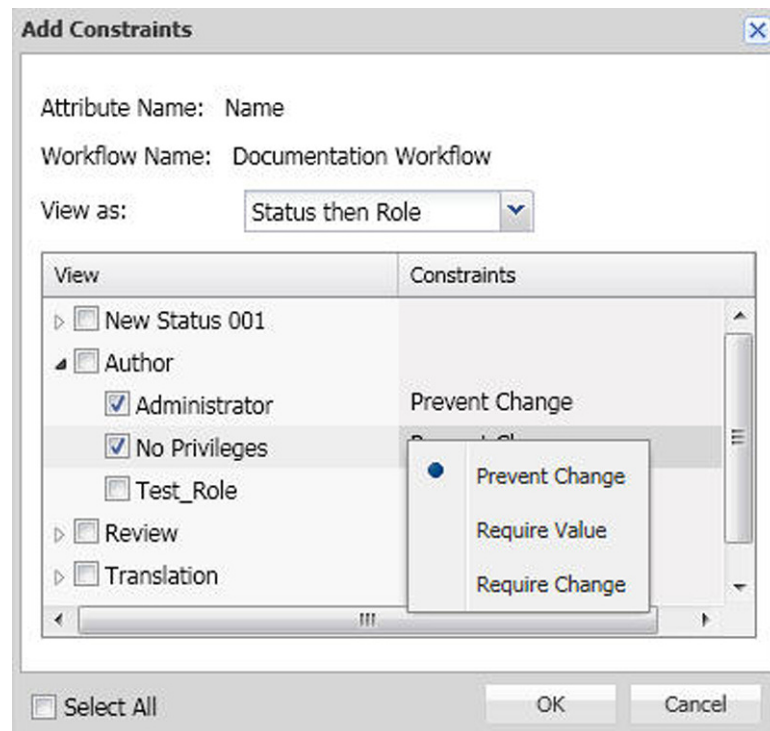 Add Constraints
Attribute Name: Name
Workflow Name: Documentation Workflow
View as: Status then Role
View Constraints
New Status 001
Author
Administrator Prevent Change
No Privileges
Test_Role
Prevent Change
Require Value
Require Change
Review
Translation
Select All OK Cancel